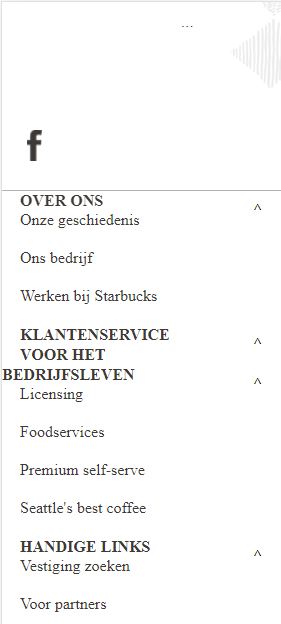 ...
f
OVER ONS
^
Onze geschiedenis
Ons bedrijf
Werken bij Starbucks
KLANTENSERVICE
^
VOOR HET
BEDRIJFSLEVEN
^
Licensing
Foodservices
Premium self-serve
Seattle's best coffee
HANDIGE LINKS
^
Vestiging zoeken
Voor partners